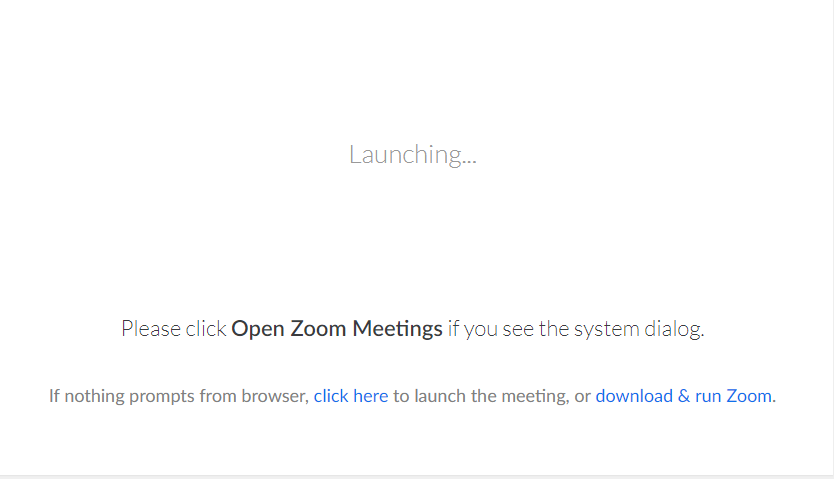 Launching...
Please click Open Zoom Meetings if you see the system dialog.
If nothing prompts from browser, click here to launch the meeting, or download & run Zoom.